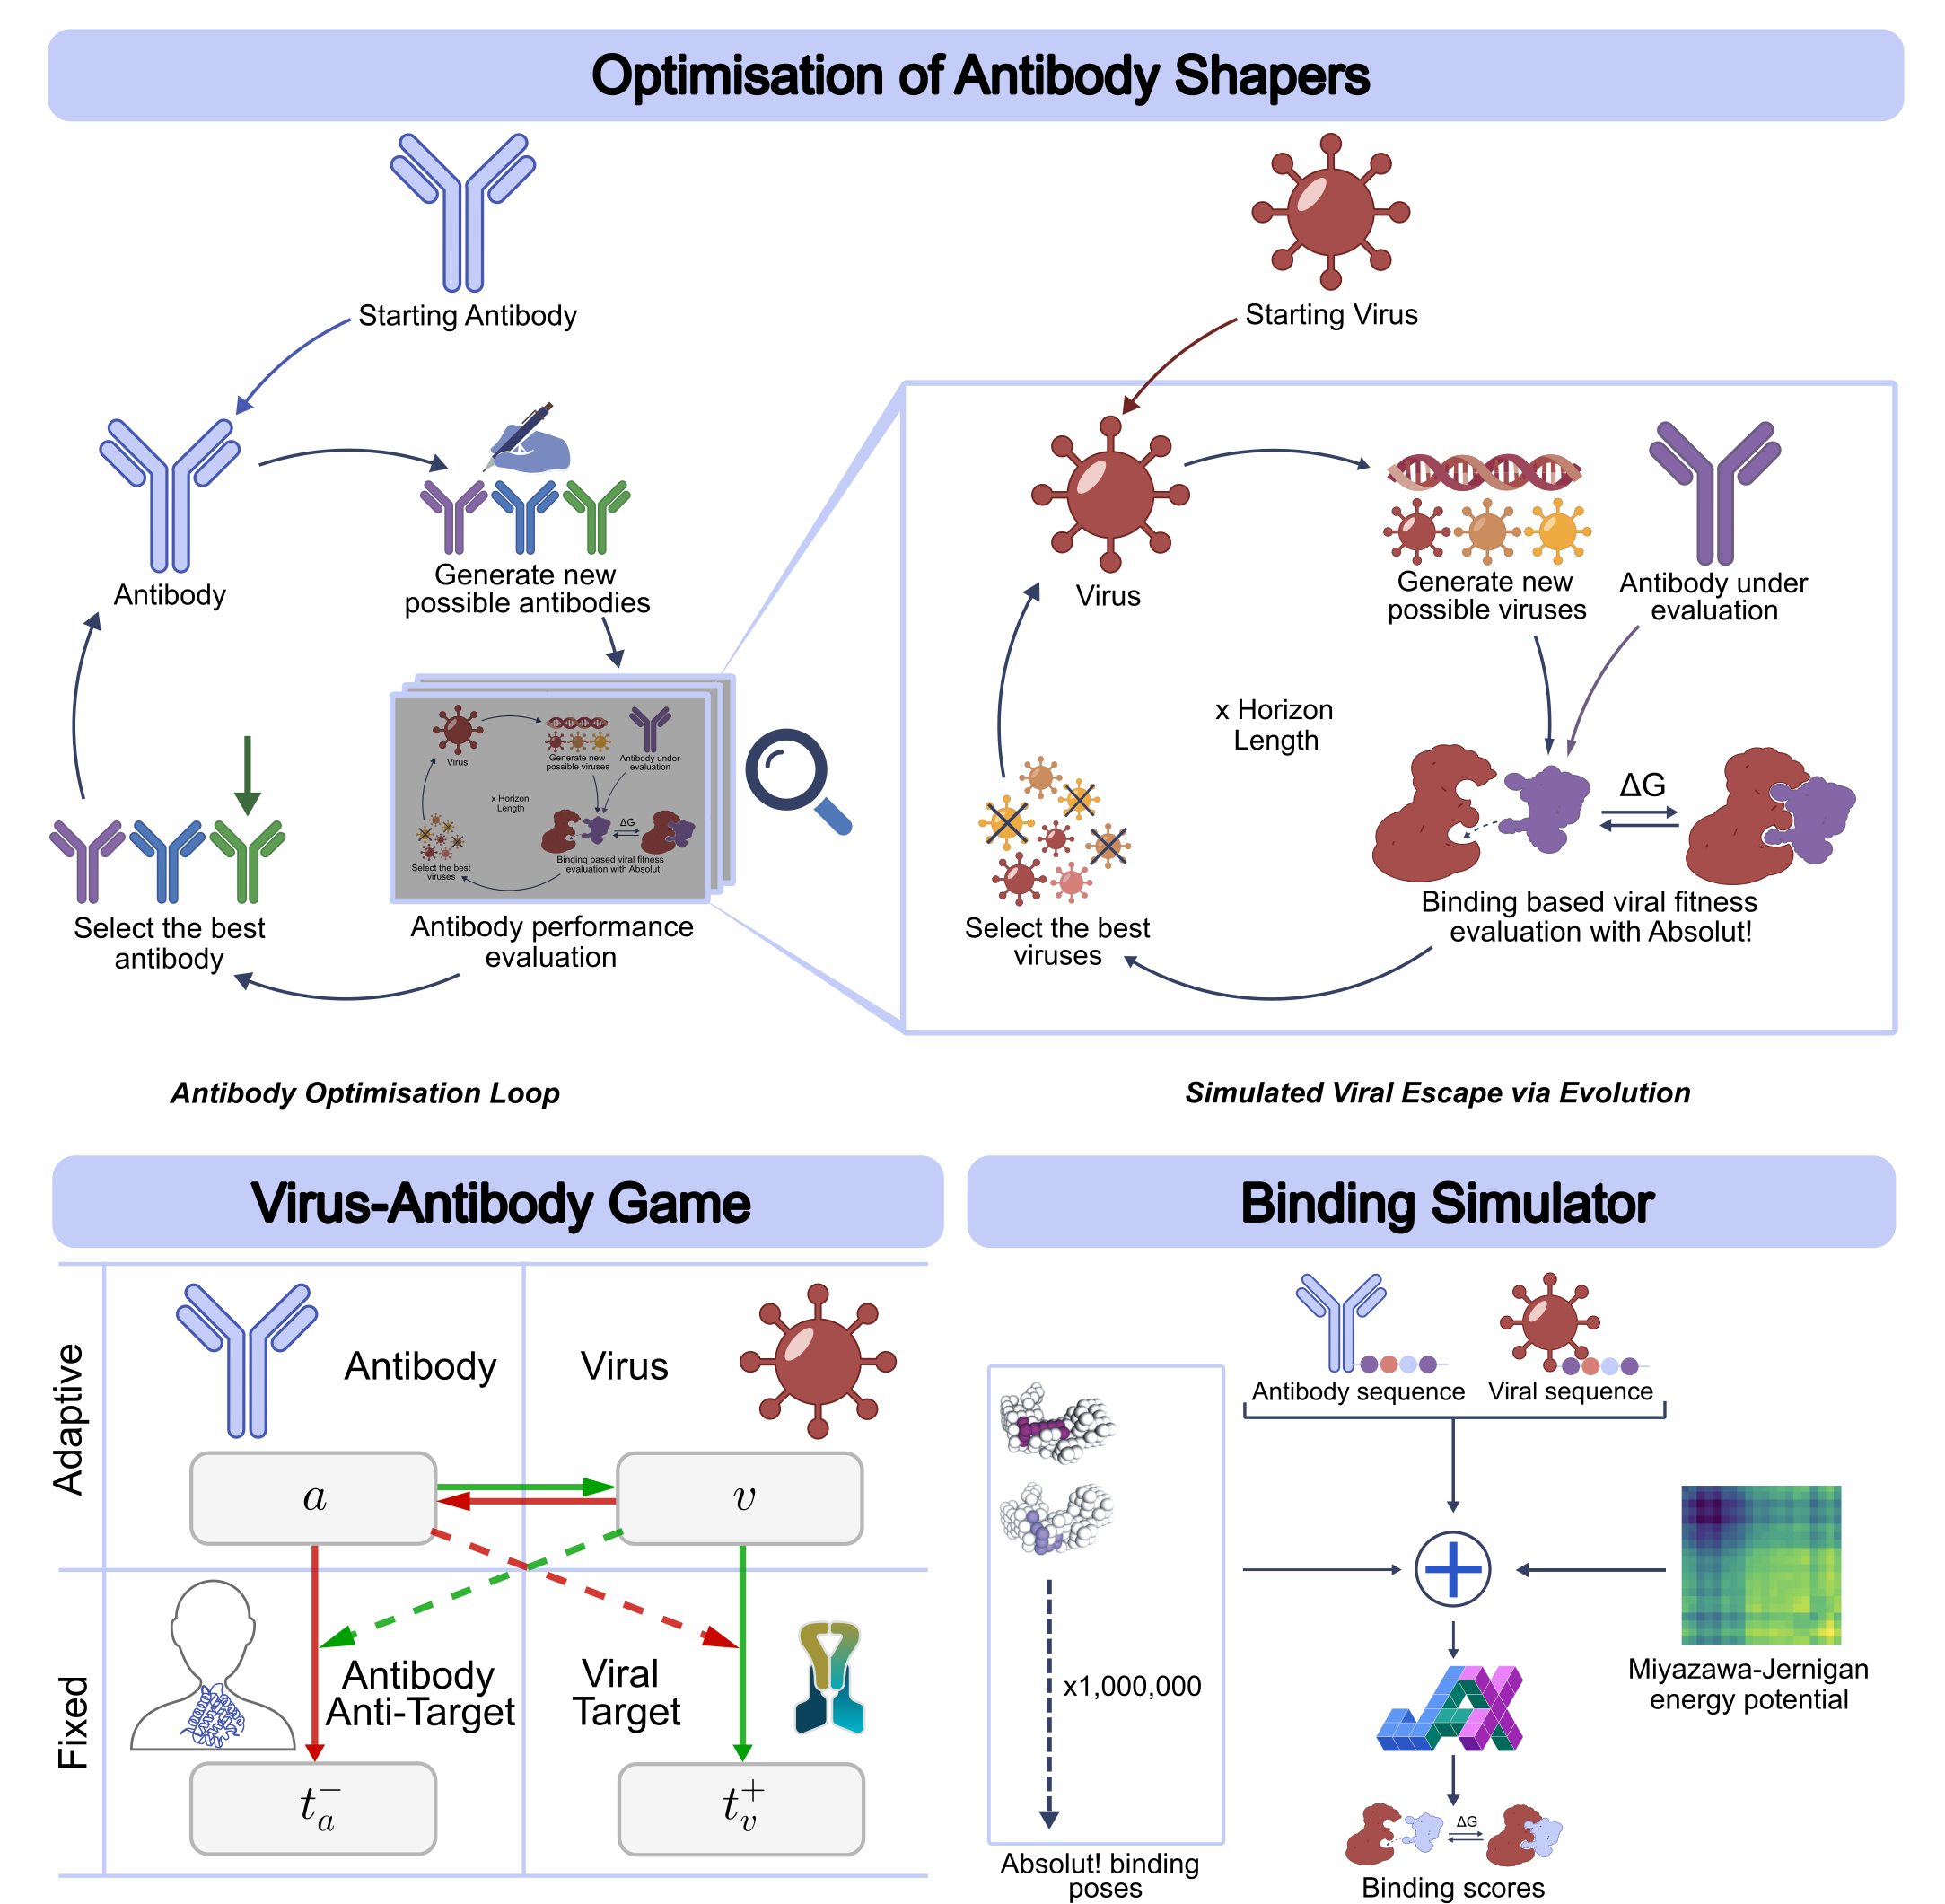 Optimisation of Antibody Shapers
Starting Antibody
Starting Virus
Antibody
Generate new
possible antibodies
Virus
Generate new
possible viruses
Antibody under
evaluation
x Horizon
Length
ΔG
Virus
Generate new
possible viruses
Antibody under
evaluation
x Horizon
Length
ΔG
Binding based viral fitness
evaluation with Absolut!
Select the best
viruses
Select the best
antibody
Antibody performance
evaluation
Select the best
viruses
Binding based viral fitness
evaluation with Absolut!
Antibody Optimisation Loop
Simulated Viral Escape via Evolution
Virus-Antibody Game
Adaptive
Antibody
Virus
a
v
Fixed
Antibody
Anti-Target
Viral
Target
t_a^-
t_v^+
Binding Simulator
Antibody sequence
Viral sequence
x1,000,000
Absolut! binding
poses
Miyazawa-Jernigan
energy potential
JAX
ΔG
Binding scores